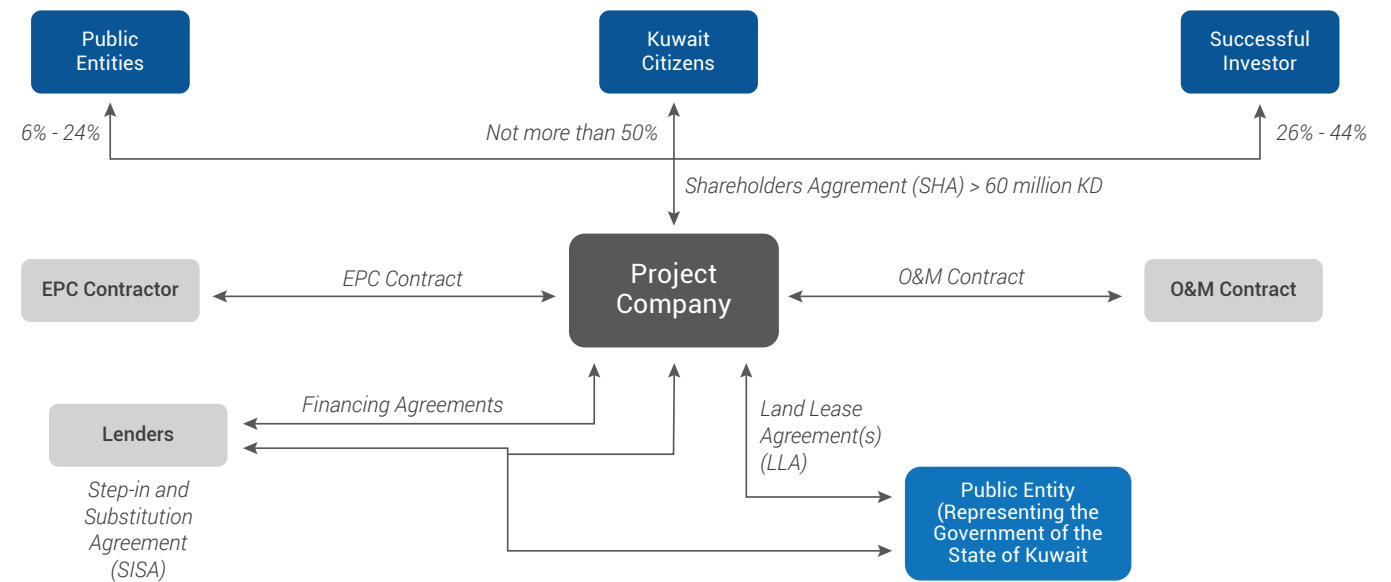 Public
Entities
Kuwait
Citizens
Successful
Investor
6% - 24%
Not more than 50%
26% - 44%
Shareholders Aggrement (SHA) > 60 million KD
EPC Contractor
EPC Contract
Project
Company
O&M Contract
O&M Contract
Financing Agreements
Lenders
Land Lease
Agreement(s)
(LLA)
Step-in and
Substitution
Agreement
(SISA)
Public Entity
(Representing the
Government of the
State of Kuwait